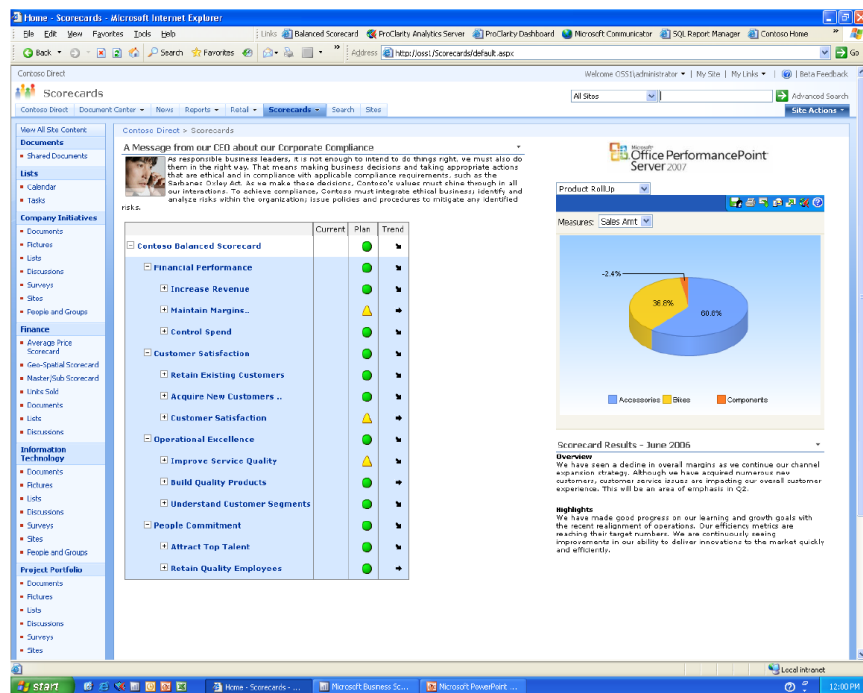 Home - Scorecards - Microsoft Internet Explorer
File Edit View Favorites Tools Help
Links Balanced Scorecard ProClarity Analytics Server ProClarity Dashboard Microsoft Communicator SQL Report Manager Contoso Home
Back Search Favorites
Address http://oss1/Scorecards/default.aspx Go
Contoso Direct
Welcome OSS1\administrator | My Site | My Links | Beta Feedback
Scorecards
All Sites Advanced Search
Contoso Direct Document Center News Reports Retail Scorecards Search Sites
Site Actions
View All Site Content
Documents
Shared Documents
Lists
Calendar
Tasks
Company Initiatives
Documents
Pictures
Lists
Discussions
Surveys
Sites
People and Groups
Finance
Average Price
Scorecard
Geo-Spatial Scorecard
Master/Sub Scorecard
Units Sold
Documents
Lists
Discussions
Information
Technology
Documents
Pictures
Lists
Discussions
Surveys
Sites
People and Groups
Project Portfolio
Documents
Pictures
Lists
Discussions
Surveys
Sites
Contoso Direct > Scorecards
A Message from our CEO about our Corporate Compliance
As responsible business leaders, it is not enough to intend to do things right, we must also do
them in the right way. That means making business decisions and taking appropriate actions
that are ethical and in compliance with applicable compliance requirements, such as the
Sarbanes Oxley Act. As we make these decisions, Contoso's values must shine through in all
our interactions. To achieve compliance, Contoso must integrate ethical business; identify and
analyze risks within the organization; issue policies and procedures to mitigate any identified
risks.
Current Plan Trend
Contoso Balanced Scorecard
Financial Performance
Increase Revenue
Maintain Margins..
Control Spend
Customer Satisfaction
Retain Existing Customers
Acquire New Customers ..
Customer Satisfaction
Operational Excellence
Improve Service Quality
Build Quality Products
Understand Customer Segments
People Commitment
Attract Top Talent
Retain Quality Employees
Microsoft
Office PerformancePoint
Server 2007
Product RollUp
Measures: Sales Amt
-2.4%
36.8%
60.8%
Accessories Bikes Components
Scorecard Results - June 2006
Overview
We have seen a decline in overall margins as we continue our channel
expansion strategy. Although we have acquired numerous new
customers, customer service issues are impacting our overall customer
experience. This will be an area of emphasis in Q2.
Highlights
We have made good progress on our learning and growth goals with
the recent realignment of operations. Our efficiency metrics are
reaching their target numbers. We are continuously seeing
improvements in our ability to deliver innovations to the market quickly
and efficiently.
Local intranet
start
Home - Scorecards - ...
Microsoft Business Sc...
Microsoft PowerPoint ...
12:00 PM